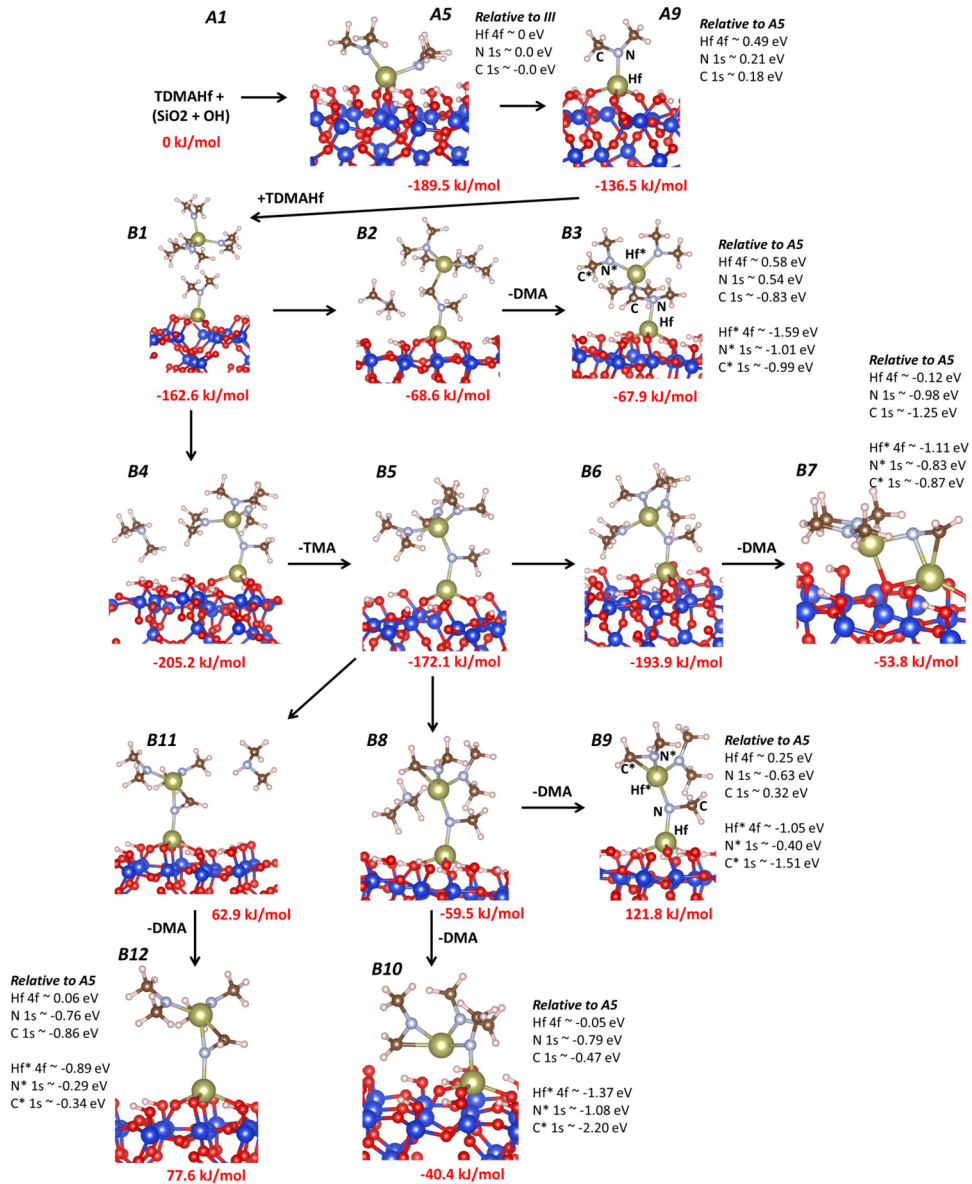 A1
TDMAHf +
(SiO2 + OH)
0 kJ/mol
A5
Relative to III
Hf 4f ~ 0 eV
N 1s ~ 0.0 eV
C 1s ~ -0.0 eV
-189.5 kJ/mol
A9
C
N
Hf
Relative to A5
Hf 4f ~ 0.49 eV
N 1s ~ 0.21 eV
C 1s ~ 0.18 eV
-136.5 kJ/mol
+TDMAHf
B1
-162.6 kJ/mol
B2
-68.6 kJ/mol
-DMA
B3
Hf*
N*
C*
C
N
Hf
-67.9 kJ/mol
Relative to A5
Hf 4f ~ 0.58 eV
N 1s ~ 0.54 eV
C 1s ~ -0.83 eV
Hf* 4f ~ -1.59 eV
N* 1s ~ -1.01 eV
C* 1s ~ -0.99 eV
B4
-205.2 kJ/mol
-TMA
B5
-172.1 kJ/mol
B6
-193.9 kJ/mol
-DMA
B7
Relative to A5
Hf 4f ~ -0.12 eV
N 1s ~ -0.98 eV
C 1s ~ -1.25 eV
Hf* 4f ~ -1.11 eV
N* 1s ~ -0.83 eV
C* 1s ~ -0.87 eV
-53.8 kJ/mol
B11
62.9 kJ/mol
B8
-59.5 kJ/mol
-DMA
B9
C*
N*
Hf*
N
C
Hf
121.8 kJ/mol
Relative to A5
Hf 4f ~ 0.25 eV
N 1s ~ -0.63 eV
C 1s ~ 0.32 eV
Hf* 4f ~ -1.05 eV
N* 1s ~ -0.40 eV
C* 1s ~ -1.51 eV
-DMA
B12
Relative to A5
Hf 4f ~ 0.06 eV
N 1s ~ -0.76 eV
C 1s ~ -0.86 eV
Hf* 4f ~ -0.89 eV
N* 1s ~ -0.29 eV
C* 1s ~ -0.34 eV
77.6 kJ/mol
-DMA
B10
Relative to A5
Hf 4f ~ -0.05 eV
N 1s ~ -0.79 eV
C 1s ~ -0.47 eV
Hf* 4f ~ -1.37 eV
N* 1s ~ -1.08 eV
C* 1s ~ -2.20 eV
-40.4 kJ/mol